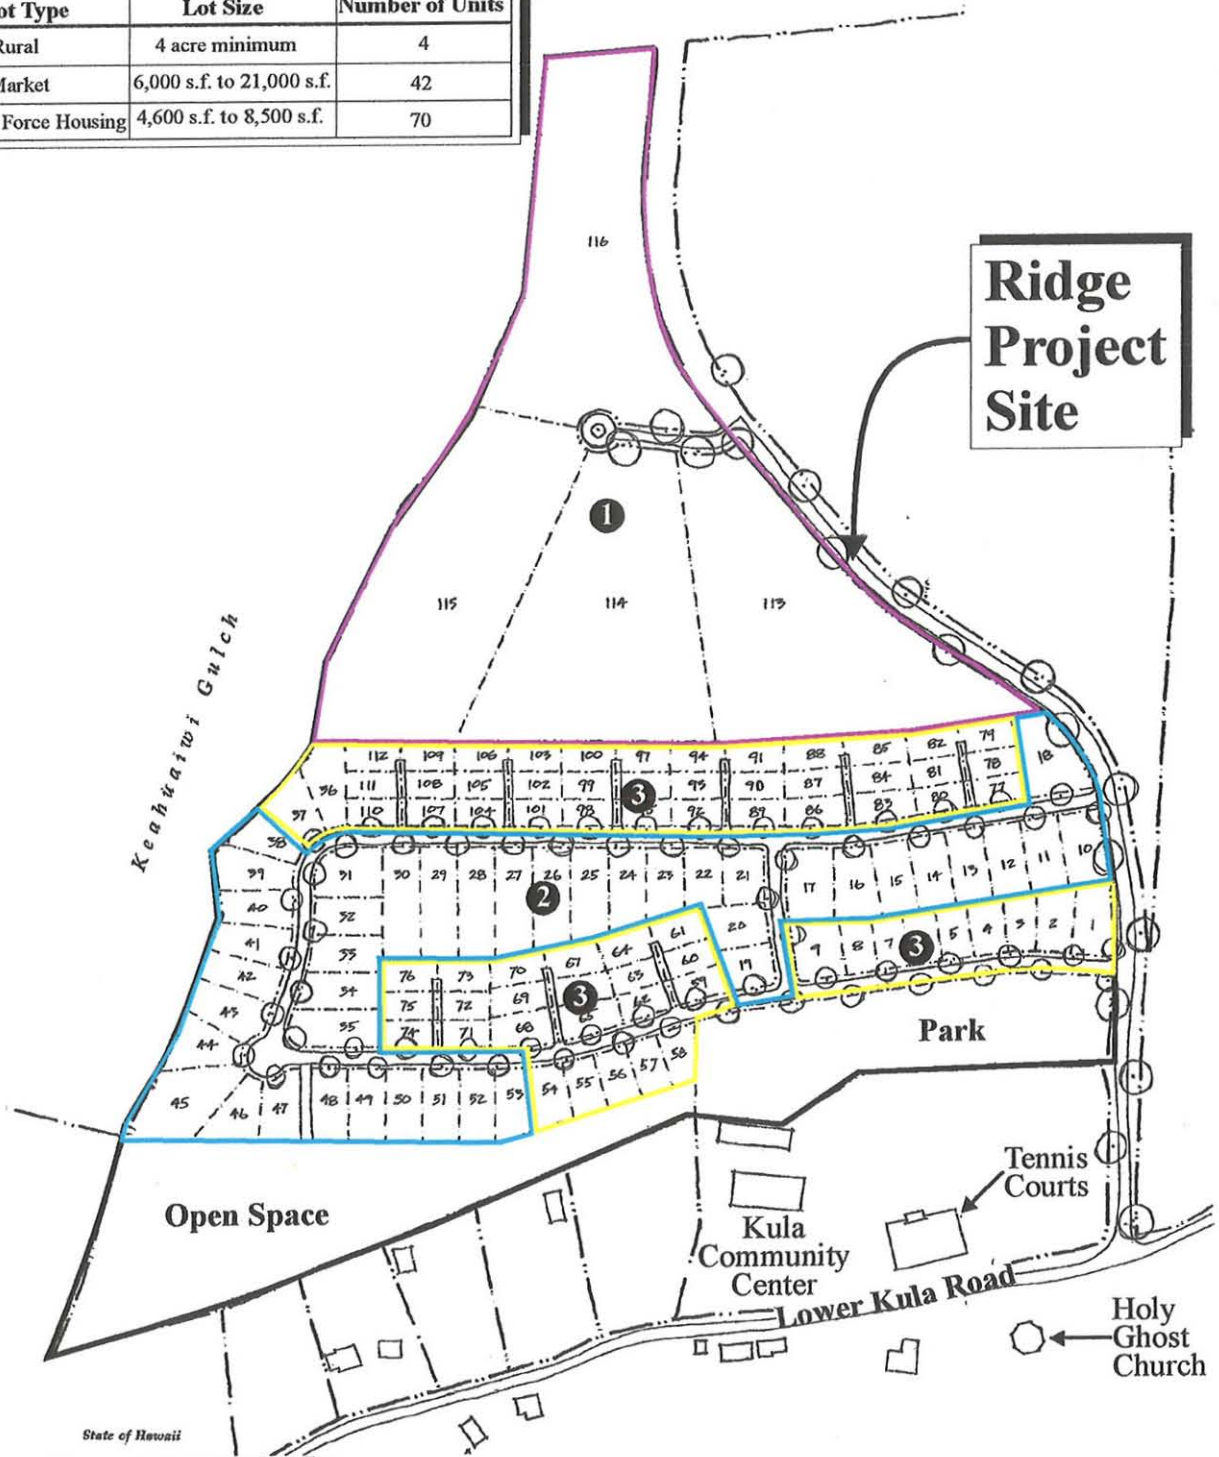 ot Type Lot Size Number of Units
Rural 4 acre minimum 4
Market 6,000 s.f. to 21,000 s.f. 42
Force Housing 4,600 s.f. to 8,500 s.f. 70
116
Ridge
Project
Site
1
115 114 113
Keahuaiwi Gulch
112 109 106 103 100 97 94 91 88 85 82 79
18
36 111 108 105 102 99 3 93 90 87 84 81 78
37 110 107 104 101 98 92 89 86 83 80 77
38
39 31 30 29 28 27 26 25 24 23 22 21 17 16 15 14 13 12 11 10
40 32 2
41 33 20 9 8 7 3 5 4 3 2 1
42 34 76 73 70 67 64 61 19
43 35 75 72 69 3 63 60
44 74 71 68 65 62 59
Park
45 46 47 48 49 50 51 52 53 54 55 56 57 58
Open Space
Tennis
Courts
Kula
Community
Center
Lower Kula Road
Holy
Ghost
Church
State of Hawaii